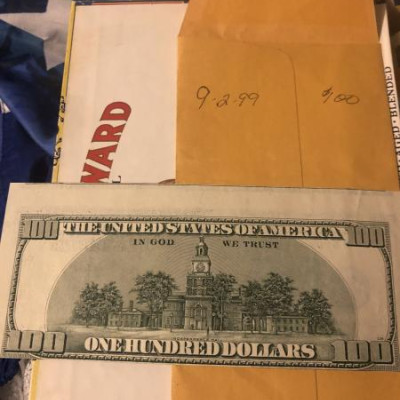 9-2-99 $100
WARD
100 THE UNITED STATES OF AMERICA 100
IN GOD WE TRUST
100 ONE HUNDRED DOLLARS 100
BLENDED